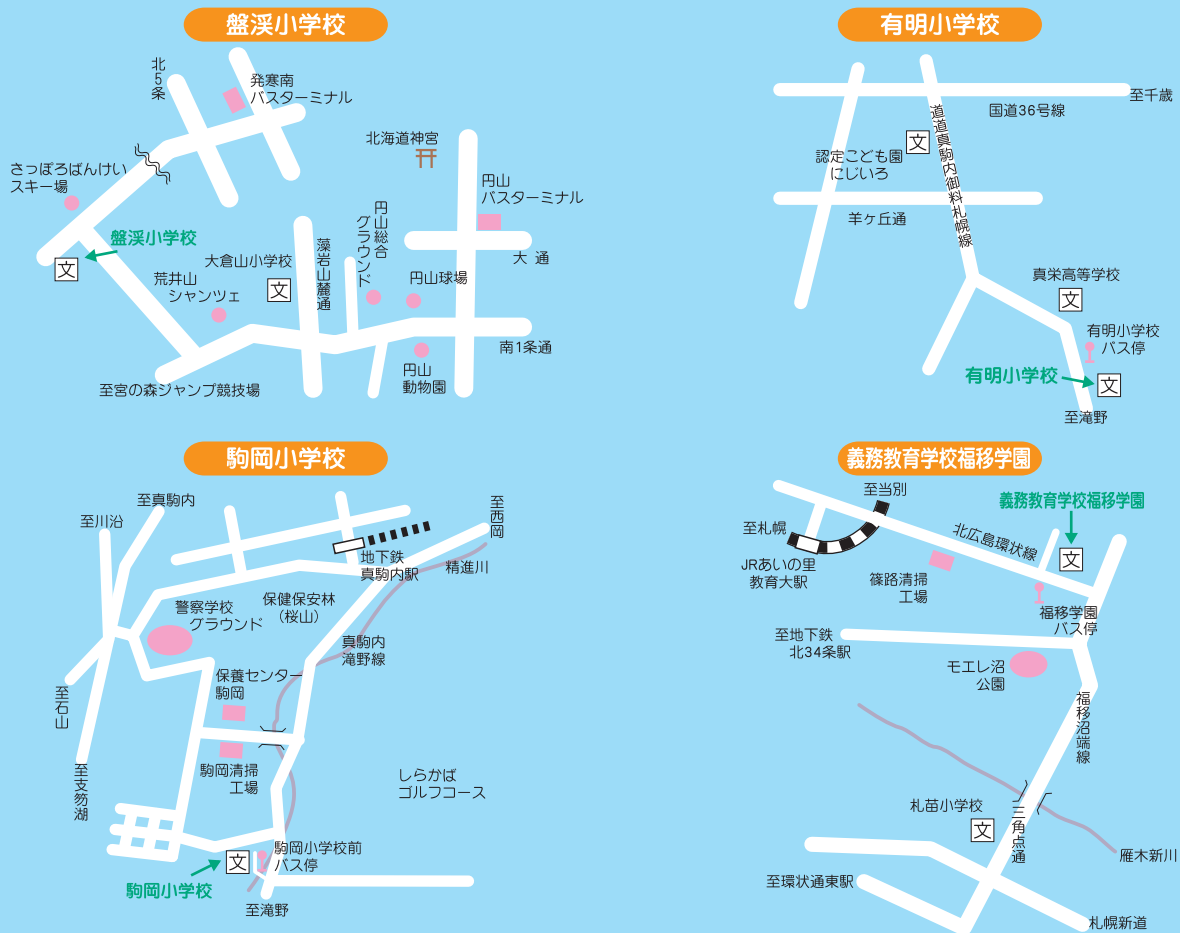 盤渓小学校
北5条
発寒南
バスターミナル
北海道神宮
さっぽろばんけい
スキー場
円山
バスターミナル
円山総合
グラウンド
盤渓小学校
文
藻岩山麓通
大倉山小学校
文
大 通
荒井山
シャンツェ
円山球場
南1条通
円山
動物園
至宮の森ジャンプ競技場
有明小学校
至千歳
国道36号線
道道真駒内御料札幌線
文
認定こども園
にじいろ
羊ケ丘通
真栄高等学校
文
有明小学校
バス停
有明小学校
文
至滝野
駒岡小学校
至真駒内
至川沿
至西岡
地下鉄
真駒内駅
精進川
警察学校
グラウンド
保健保安林
（桜山）
真駒内
滝野線
保養センター
駒岡
至石山
駒岡清掃
工場
至支笏湖
しらかば
ゴルフコース
駒岡小学校前
バス停
文
駒岡小学校
至滝野
義務教育学校福移学園
至当別
義務教育学校福移学園
至札幌
北広島環状線
文
JRあいの里
教育大駅
篠路清掃
工場
福移学園
バス停
至地下鉄
北34条駅
モエレ沼
公園
福移沼端線
札苗小学校
文
三角点通
雁木新川
至環状通東駅
札幌新道